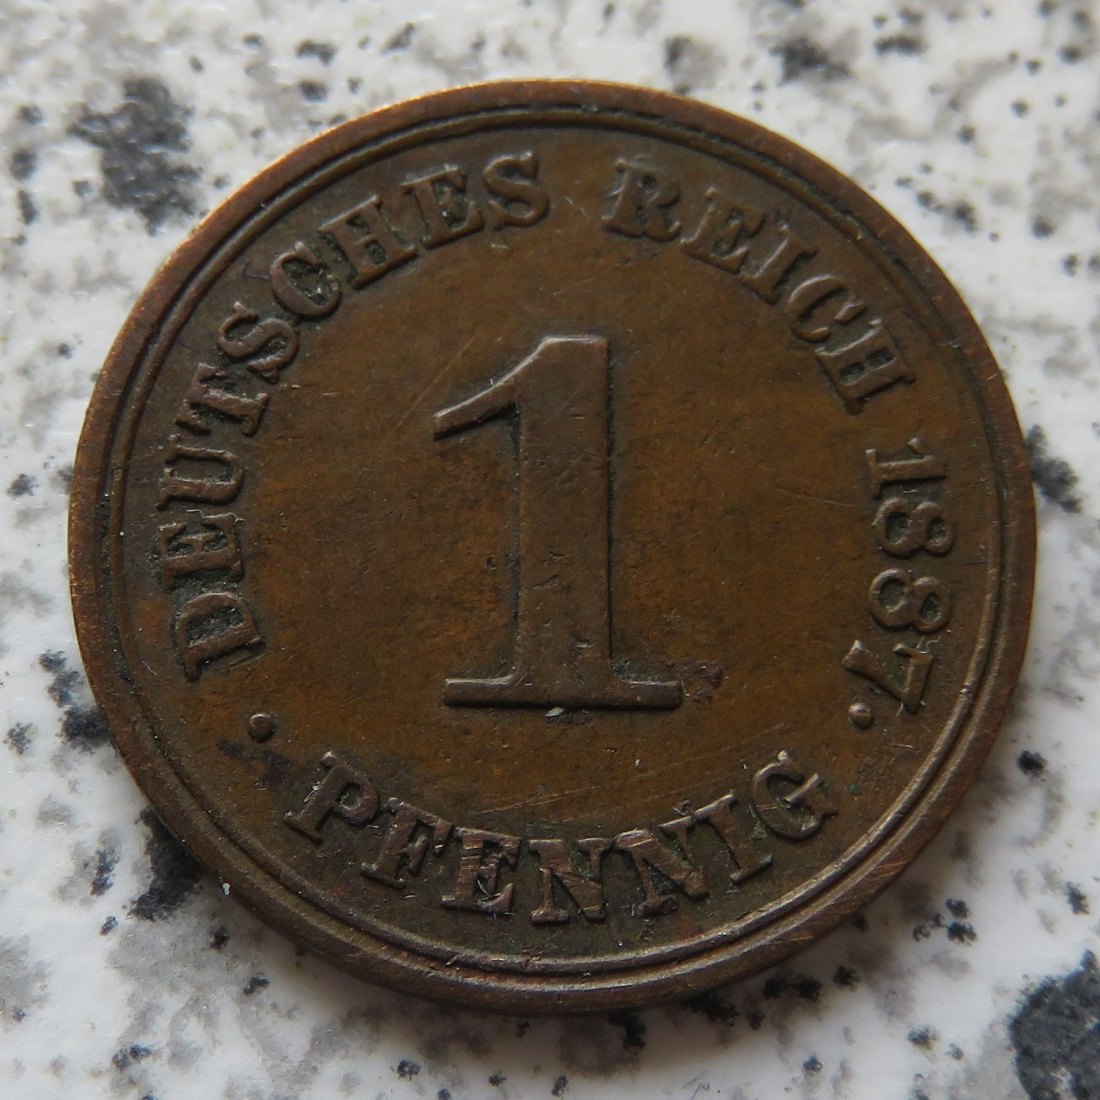 DEUTSCHES REICH 1887.
1
· PFENNIG